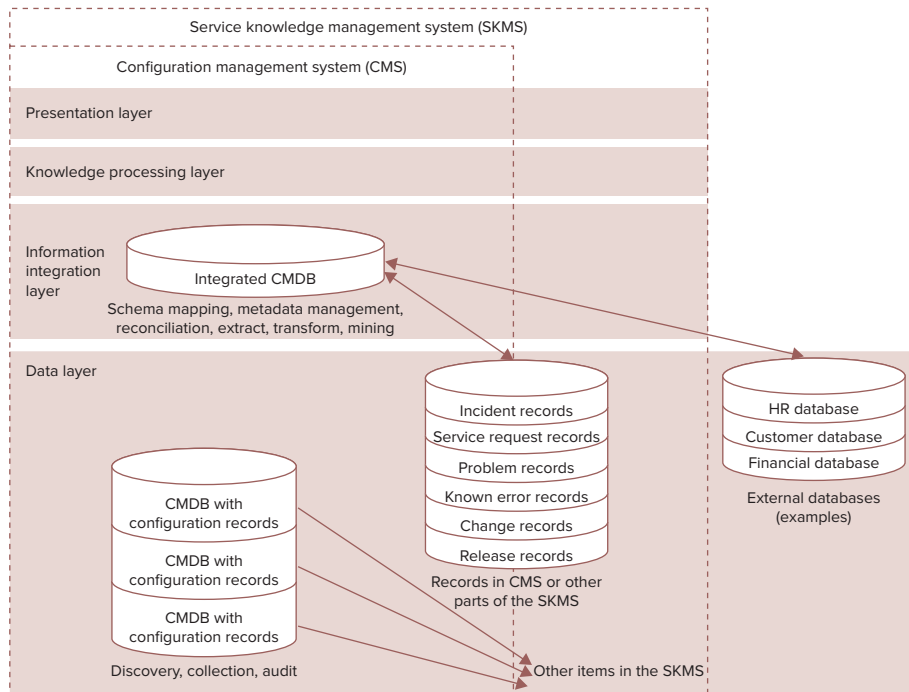 Service knowledge management system (SKMS)
Configuration management system (CMS)
Presentation layer
Knowledge processing layer
Information
integration
layer
Integrated CMDB
Schema mapping, metadata management,
reconciliation, extract, transform, mining
Data layer
Incident records
Service request records
Problem records
Known error records
Change records
Release records
Records in CMS or other
parts of the SKMS
HR database
Customer database
Financial database
External databases
(examples)
CMDB with
configuration records
CMDB with
configuration records
CMDB with
configuration records
Discovery, collection, audit
Other items in the SKMS